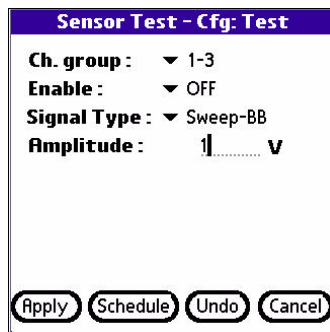 Sensor Test - Cfg: Test
Ch. group : 1-3
Enable : OFF
Signal Type : Sweep-BB
Amplitude : 1 V
Apply Schedule Undo Cancel